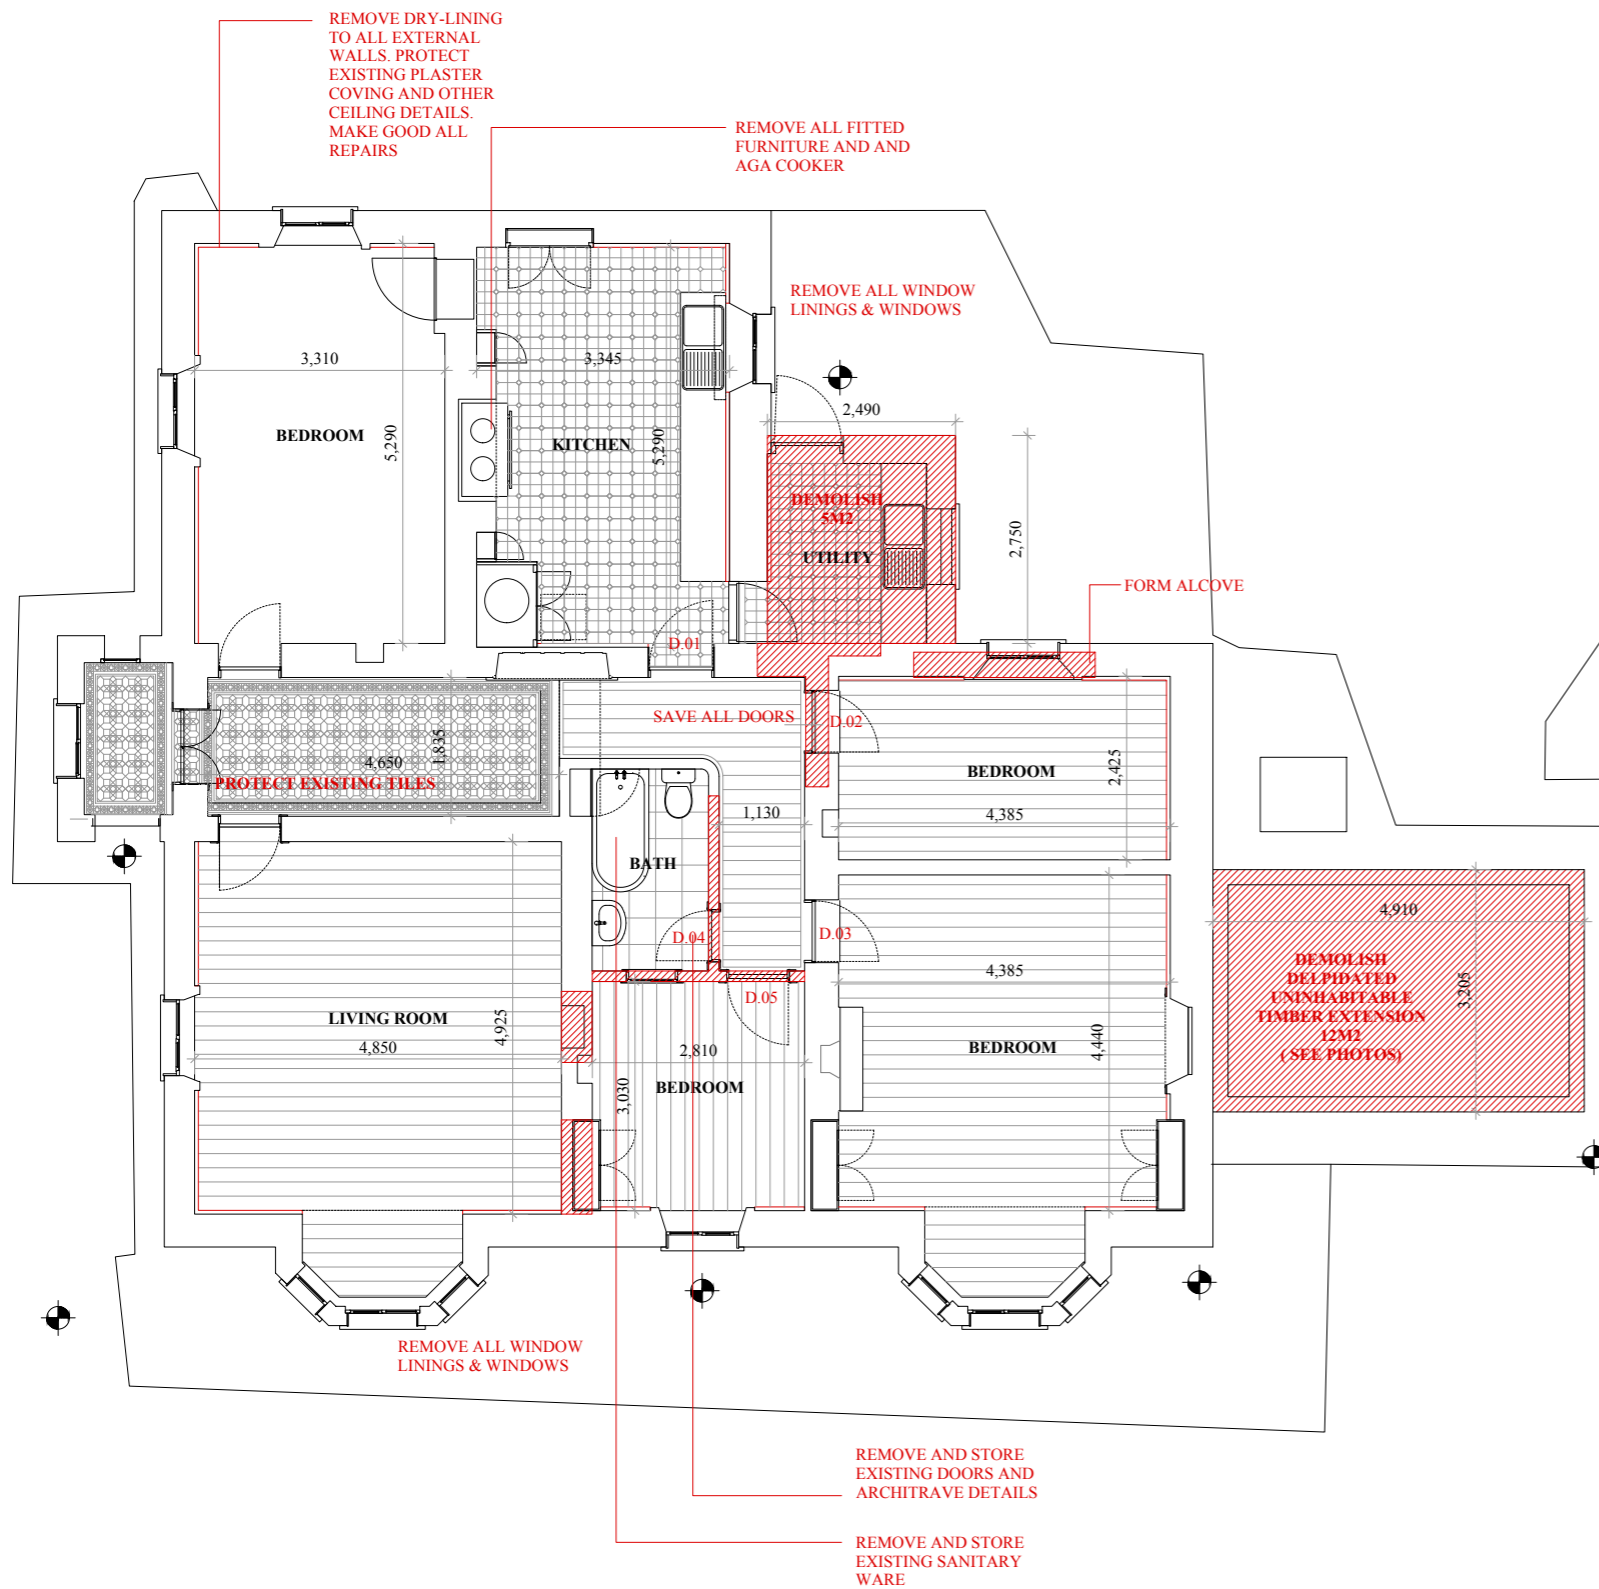 REMOVE DRY-LINING
TO ALL EXTERNAL
WALLS. PROTECT
EXISTING PLASTER
COVING AND OTHER
CEILING DETAILS.
MAKE GOOD ALL
REPAIRS
REMOVE ALL FITTED
FURNITURE AND AND
AGA COOKER
REMOVE ALL WINDOW
LININGS & WINDOWS
3,310
3,345
2,490
BEDROOM
5,290
KITCHEN
5,290
DEMOLISH
5M2
UTILITY
2,750
FORM ALCOVE
D.01
SAVE ALL DOORS
D.02
4,650
1,835
PROTECT EXISTING TILES
BEDROOM
2,425
4,385
1,130
BATH
D.04
D.03
4,910
3,205
DEMOLISH
DELPIDATED
UNINHABITABLE
TIMBER EXTENSION
12M2
( SEE PHOTOS)
4,385
D.05
LIVING ROOM
4,850
4,925
2,810
BEDROOM
3,030
BEDROOM
4,440
REMOVE ALL WINDOW
LININGS & WINDOWS
REMOVE AND STORE
EXISTING DOORS AND
ARCHITRAVE DETAILS
REMOVE AND STORE
EXISTING SANITARY
WARE